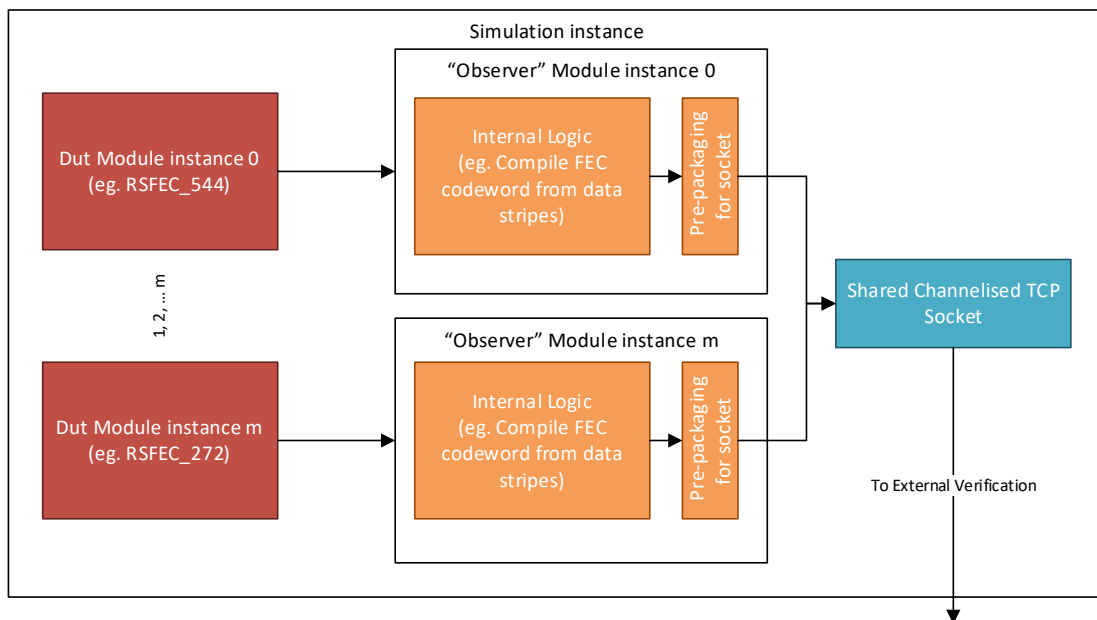 Simulation instance
“Observer” Module instance 0
Dut Module instance 0
(eg. RSFEC_544)
Internal Logic
(eg. Compile FEC
codeword from data
stripes)
Pre-packaging
for socket
1, 2, ... m
Shared Channelised TCP
Socket
“Observer” Module instance m
Dut Module instance m
(eg. RSFEC_272)
Internal Logic
(eg. Compile FEC
codeword from data
stripes)
Pre-packaging
for socket
To External Verification